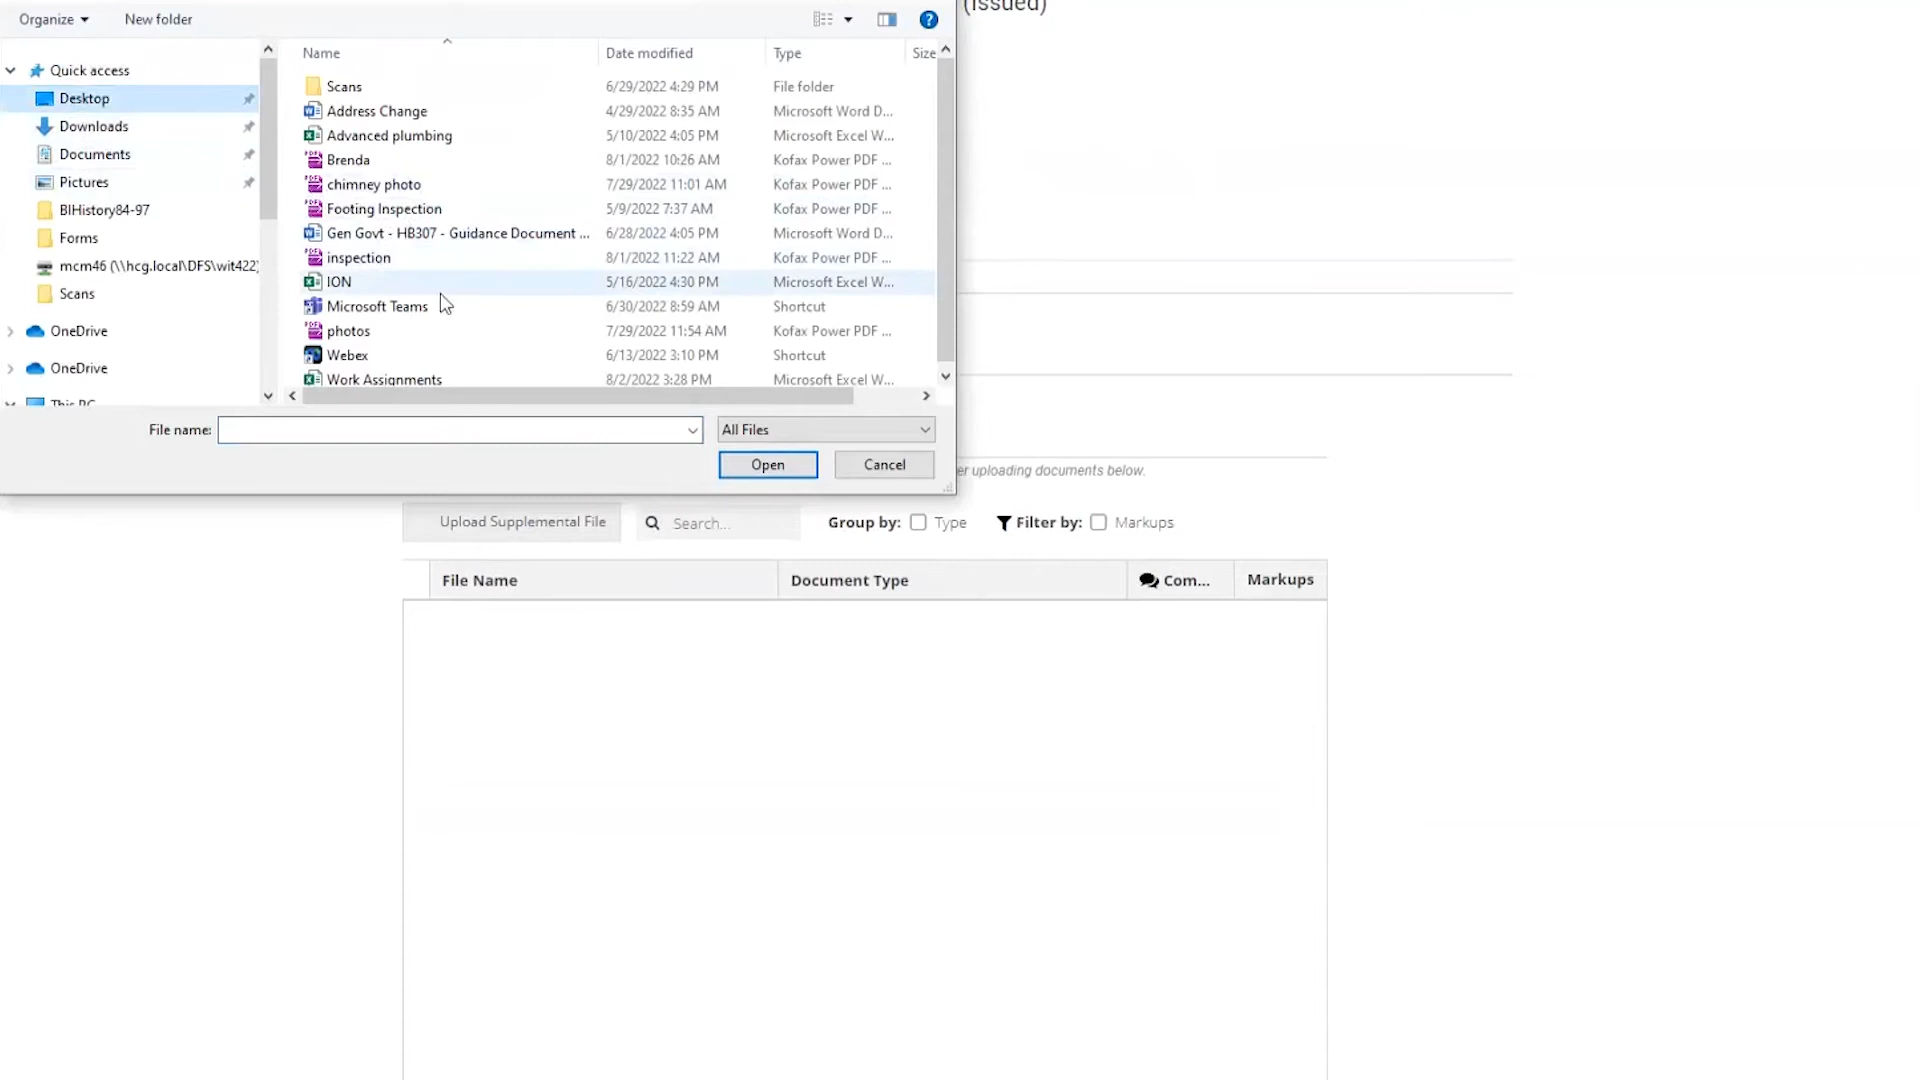 (Issued)
Organize
New folder
Name
Date modified
Type
Size
Quick access
Desktop
Downloads
Documents
Pictures
BIHistory84-97
Forms
mcm46 (\\hcg.local\DFS\wit422)
Scans
OneDrive
OneDrive
This PC
Scans 6/29/2022 4:29 PM File folder
Address Change 4/29/2022 8:35 AM Microsoft Word D...
Advanced plumbing 5/10/2022 4:05 PM Microsoft Excel W...
Brenda 8/1/2022 10:26 AM Kofax Power PDF ...
chimney photo 7/29/2022 11:01 AM Kofax Power PDF ...
Footing Inspection 5/9/2022 7:37 AM Kofax Power PDF ...
Gen Govt - HB307 - Guidance Document ... 6/28/2022 4:05 PM Microsoft Word D...
inspection 8/1/2022 11:22 AM Kofax Power PDF ...
ION 5/16/2022 4:30 PM Microsoft Excel W...
Microsoft Teams 6/30/2022 8:59 AM Shortcut
photos 7/29/2022 11:54 AM Kofax Power PDF ...
Webex 6/13/2022 3:10 PM Shortcut
Work Assignments 8/2/2022 3:28 PM Microsoft Excel W...
File name:
All Files
Open
Cancel
er uploading documents below.
Upload Supplemental File
Search...
Group by: Type
Filter by: Markups
File Name
Document Type
Com...
Markups